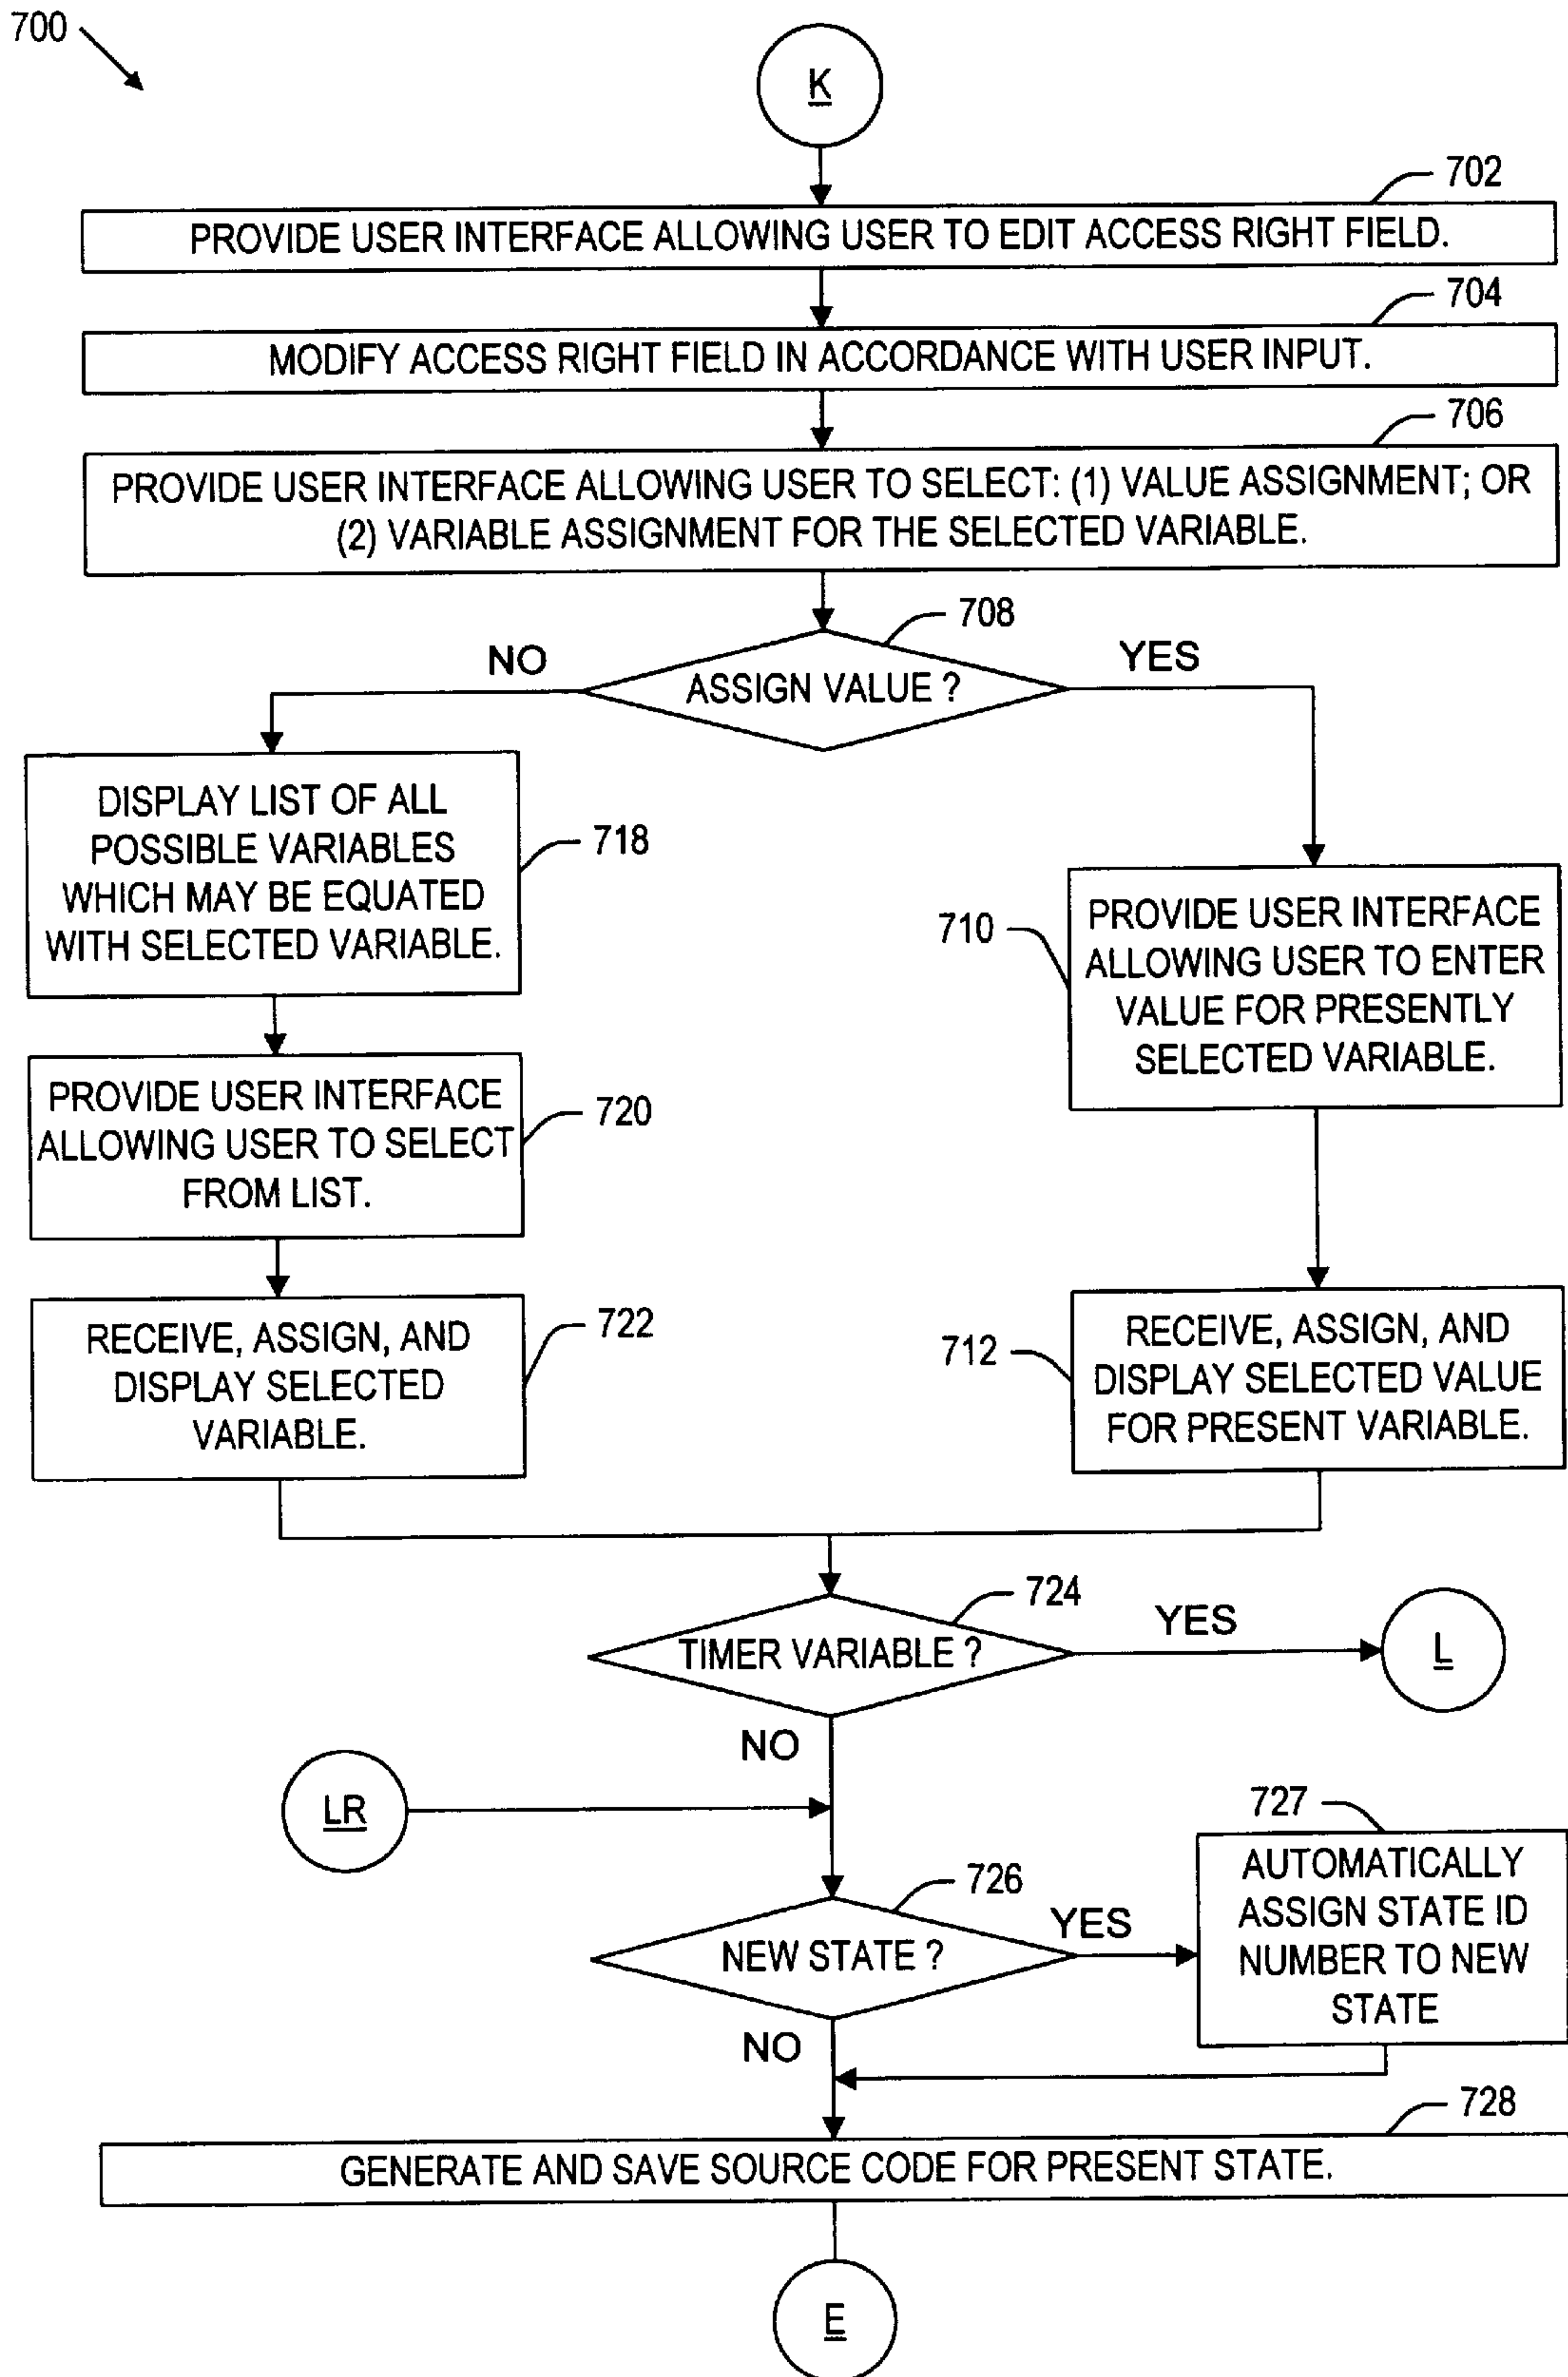 700
K
702
PROVIDE USER INTERFACE ALLOWING USER TO EDIT ACCESS RIGHT FIELD.
704
MODIFY ACCESS RIGHT FIELD IN ACCORDANCE WITH USER INPUT.
706
PROVIDE USER INTERFACE ALLOWING USER TO SELECT: (1) VALUE ASSIGNMENT; OR
(2) VARIABLE ASSIGNMENT FOR THE SELECTED VARIABLE.
708
NO
YES
ASSIGN VALUE ?
DISPLAY LIST OF ALL
POSSIBLE VARIABLES
WHICH MAY BE EQUATED
WITH SELECTED VARIABLE.
718
710
PROVIDE USER INTERFACE
ALLOWING USER TO ENTER
VALUE FOR PRESENTLY
SELECTED VARIABLE.
PROVIDE USER INTERFACE
ALLOWING USER TO SELECT
FROM LIST.
720
RECEIVE, ASSIGN, AND
DISPLAY SELECTED
VARIABLE.
722
712
RECEIVE, ASSIGN, AND
DISPLAY SELECTED VALUE
FOR PRESENT VARIABLE.
724
TIMER VARIABLE ?
YES
L
NO
LR
727
726
NEW STATE ?
YES
AUTOMATICALLY
ASSIGN STATE ID
NUMBER TO NEW
STATE
NO
728
GENERATE AND SAVE SOURCE CODE FOR PRESENT STATE.
E